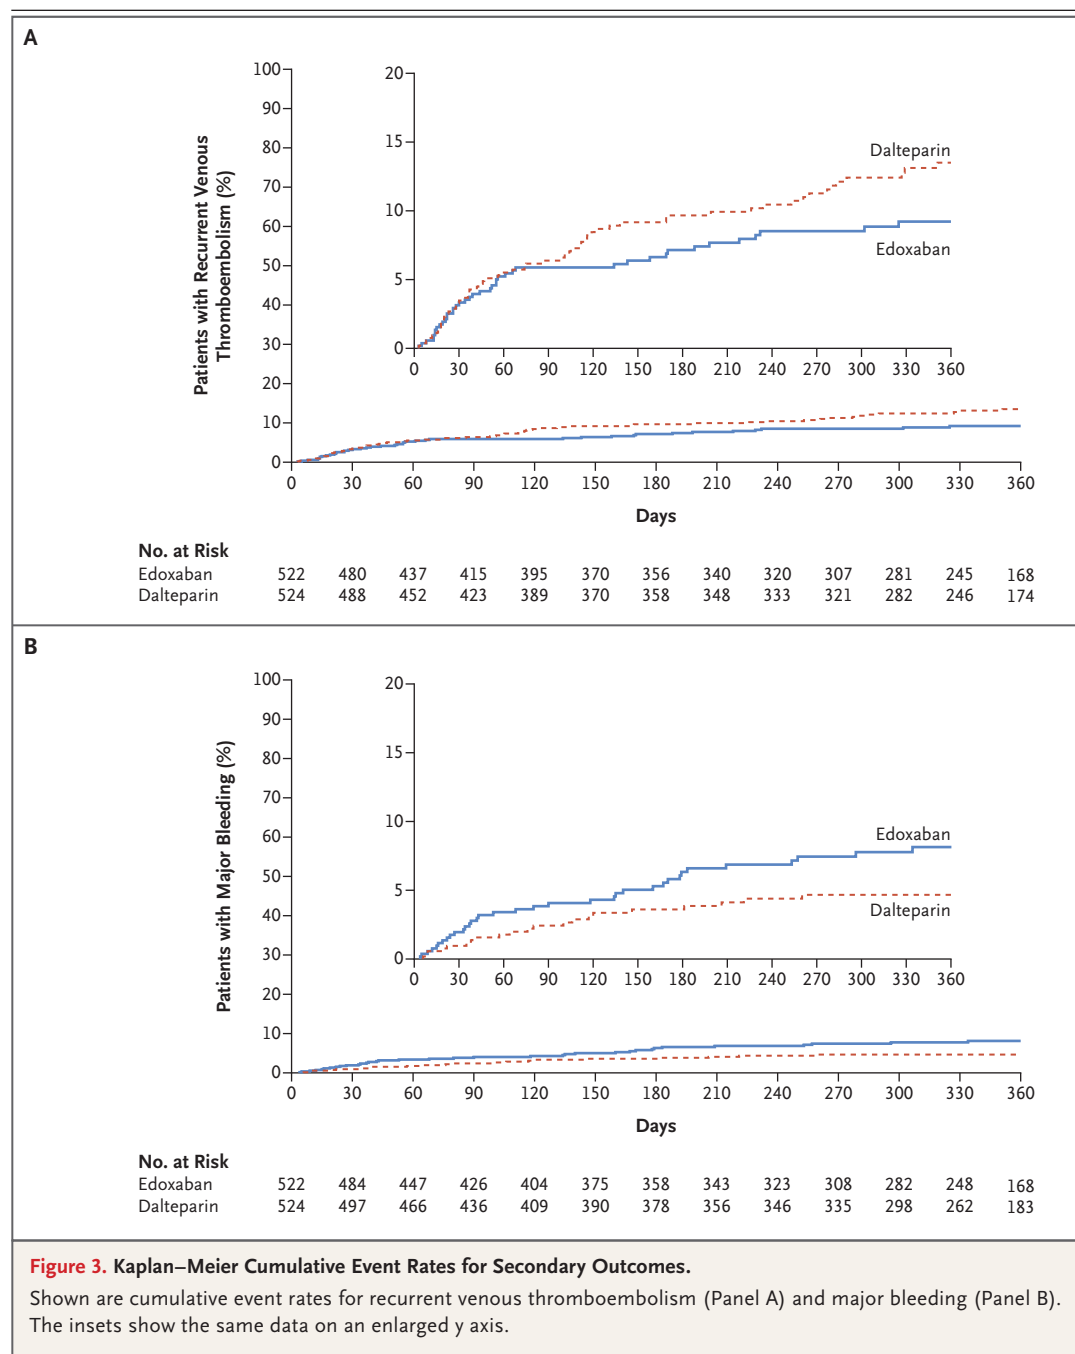 A
100
90
80
70
60
50
40
30
20
10
0
Patients with Recurrent Venous
Thromboembolism (%)
20
15
10
5
0
Dalteparin
Edoxaban
0 30 60 90 120 150 180 210 240 270 300 330 360
0 30 60 90 120 150 180 210 240 270 300 330 360
Days
No. at Risk
Edoxaban 522 480 437 415 395 370 356 340 320 307 281 245 168
Dalteparin 524 488 452 423 389 370 358 348 333 321 282 246 174
B
100
90
80
70
60
50
40
30
20
10
0
Patients with Major Bleeding (%)
20
15
10
5
0
Edoxaban
Dalteparin
0 30 60 90 120 150 180 210 240 270 300 330 360
0 30 60 90 120 150 180 210 240 270 300 330 360
Days
No. at Risk
Edoxaban 522 484 447 426 404 375 358 343 323 308 282 248 168
Dalteparin 524 497 466 436 409 390 378 356 346 335 298 262 183
Figure 3. Kaplan–Meier Cumulative Event Rates for Secondary Outcomes.
Shown are cumulative event rates for recurrent venous thromboembolism (Panel A) and major bleeding (Panel B).
The insets show the same data on an enlarged y axis.